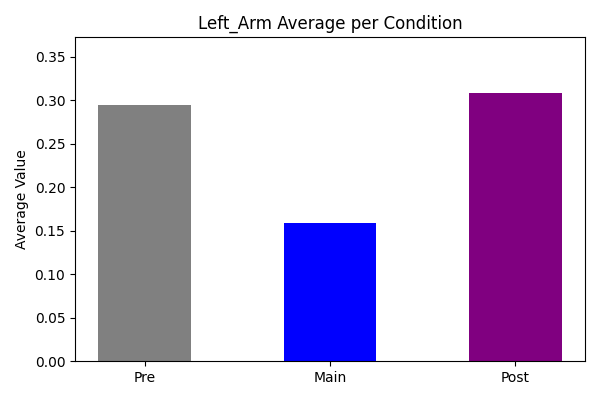 Left_Arm Average per Condition
Average Value
0.35
0.30
0.25
0.20
0.15
0.10
0.05
0.00
Pre
Main
Post